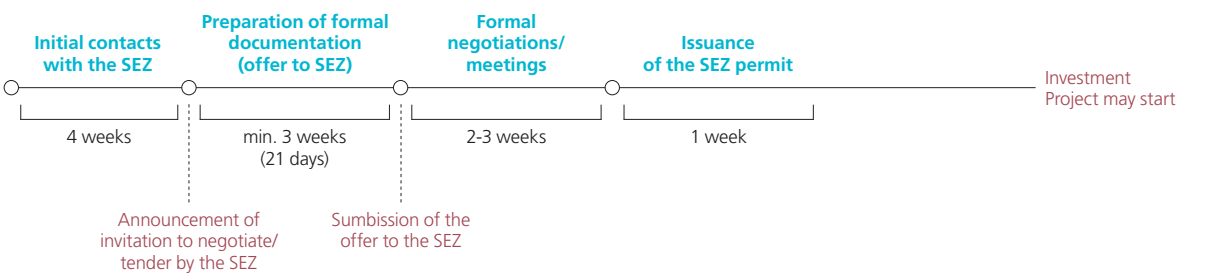 Initial contacts
with the SEZ
Preparation of formal
documentation
(offer to SEZ)
Formal
negotiations/
meetings
Issuance
of the SEZ permit
Investment
Project may start
4 weeks
min. 3 weeks
(21 days)
2-3 weeks
1 week
Announcement of
invitation to negotiate/
tender by the SEZ
Sumbission of the
offer to the SEZ